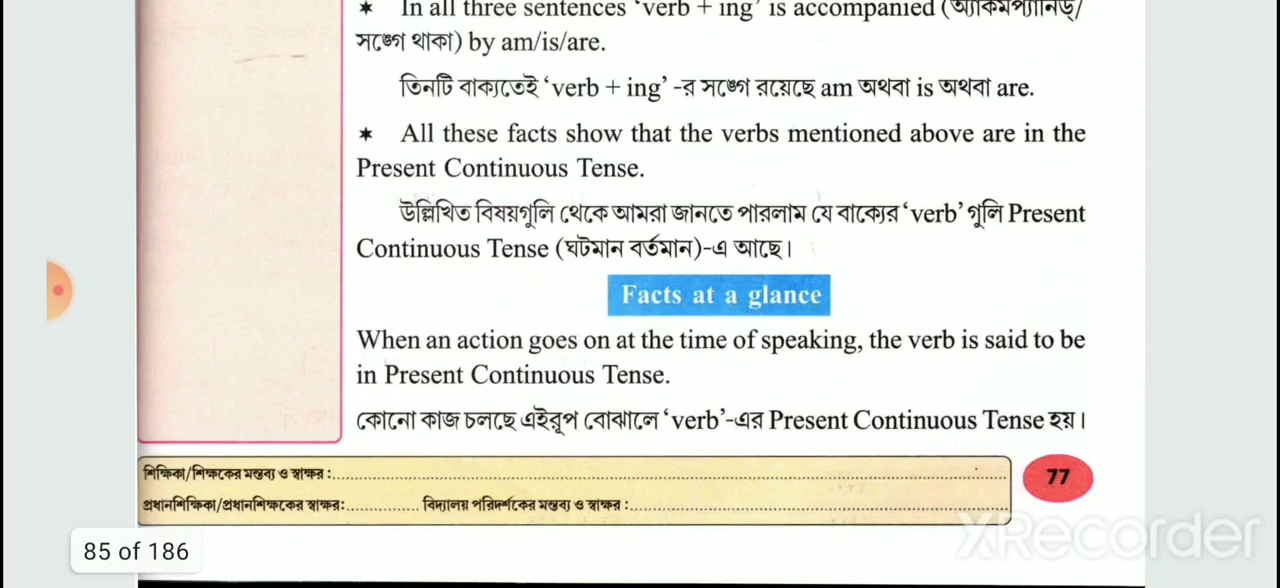 ★ In all three sentences ‘verb + ing’ is accompanied (অ্যাকমপ্যানিড্/
সঙ্গে থাকা) by am/is/are.
তিনটি বাক্যতেই ‘verb + ing’ -র সঙ্গে রয়েছে am অথবা is অথবা are.
★ All these facts show that the verbs mentioned above are in the
Present Continuous Tense.
উল্লিখিত বিষয়গুলি থেকে আমরা জানতে পারলাম যে বাক্যের ‘verb’ গুলি Present
Continuous Tense (ঘটমান বর্তমান)-এ আছে।
Facts at a glance
When an action goes on at the time of speaking, the verb is said to be
in Present Continuous Tense.
কোনো কাজ চলছে এইরূপ বোঝালে ‘verb’-এর Present Continuous Tense হয়।
শিক্ষিকা/শিক্ষকের মন্তব্য ও স্বাক্ষর :
77
প্রধানশিক্ষিকা/প্রধানশিক্ষকের স্বাক্ষর: বিদ্যালয় পরিদর্শকের মন্তব্য ও স্বাক্ষর :
85 of 186
XRecorder